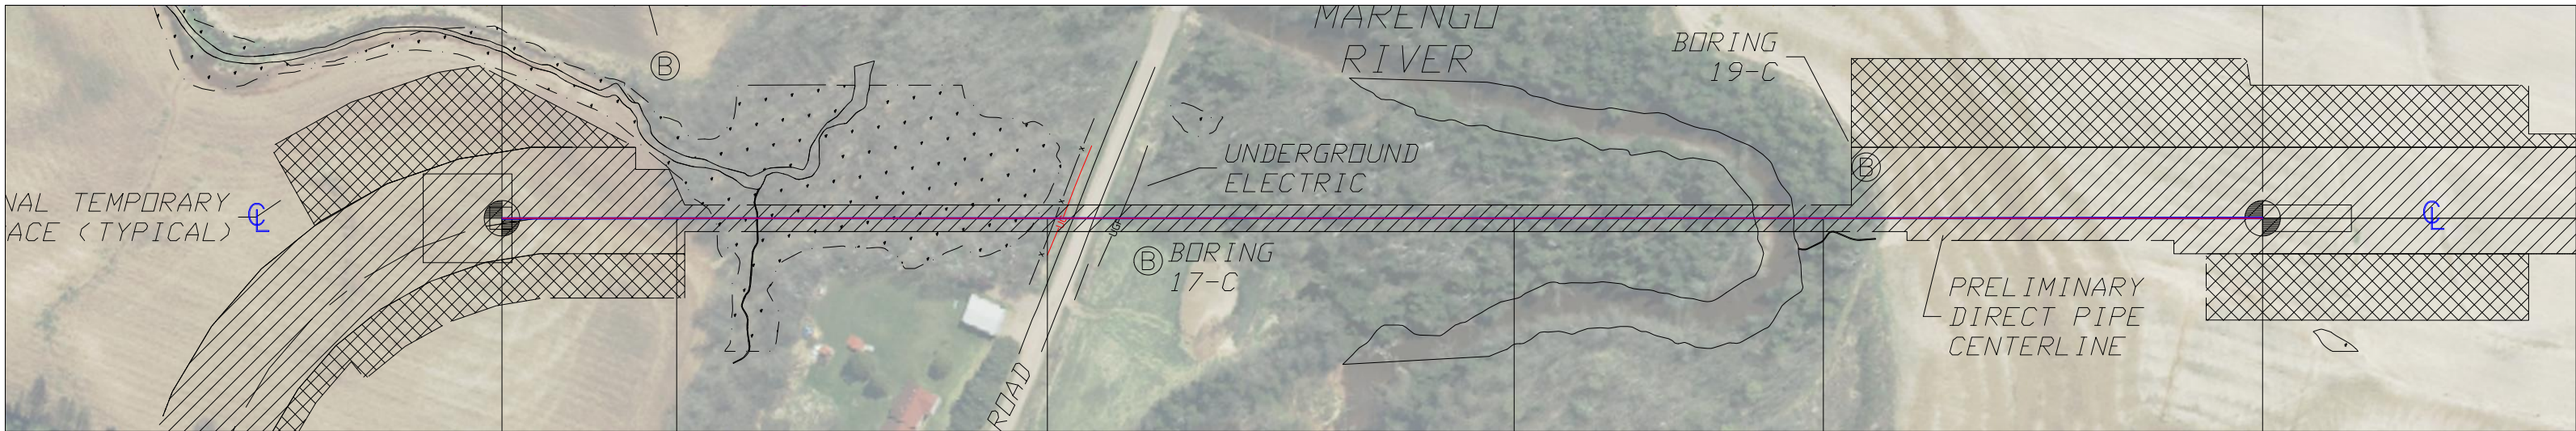 MARENGO
RIVER
BORING
19-C
B
B
UNDERGROUND
ELECTRIC
NAL TEMPORARY
ACE (TYPICAL)
B
BORING
17-C
PRELIMINARY
DIRECT PIPE
CENTERLINE
ROAD